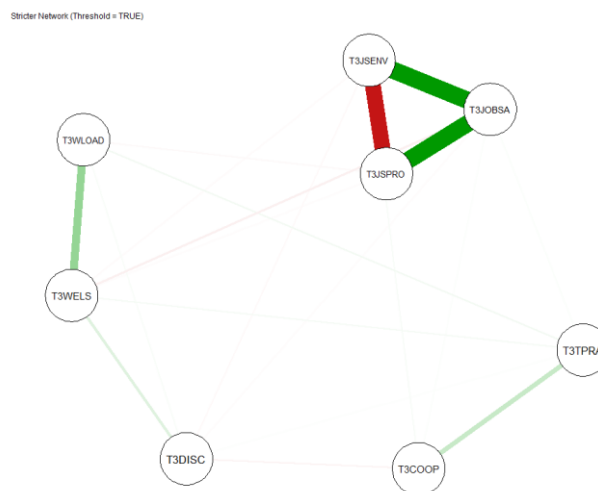 Stricter Network (Threshold = TRUE)
T3JSENV
T3JOBSA
T3WLOAD
T3JSPRO
T3WELS
T3TPRA
T3DISC
T3COOP